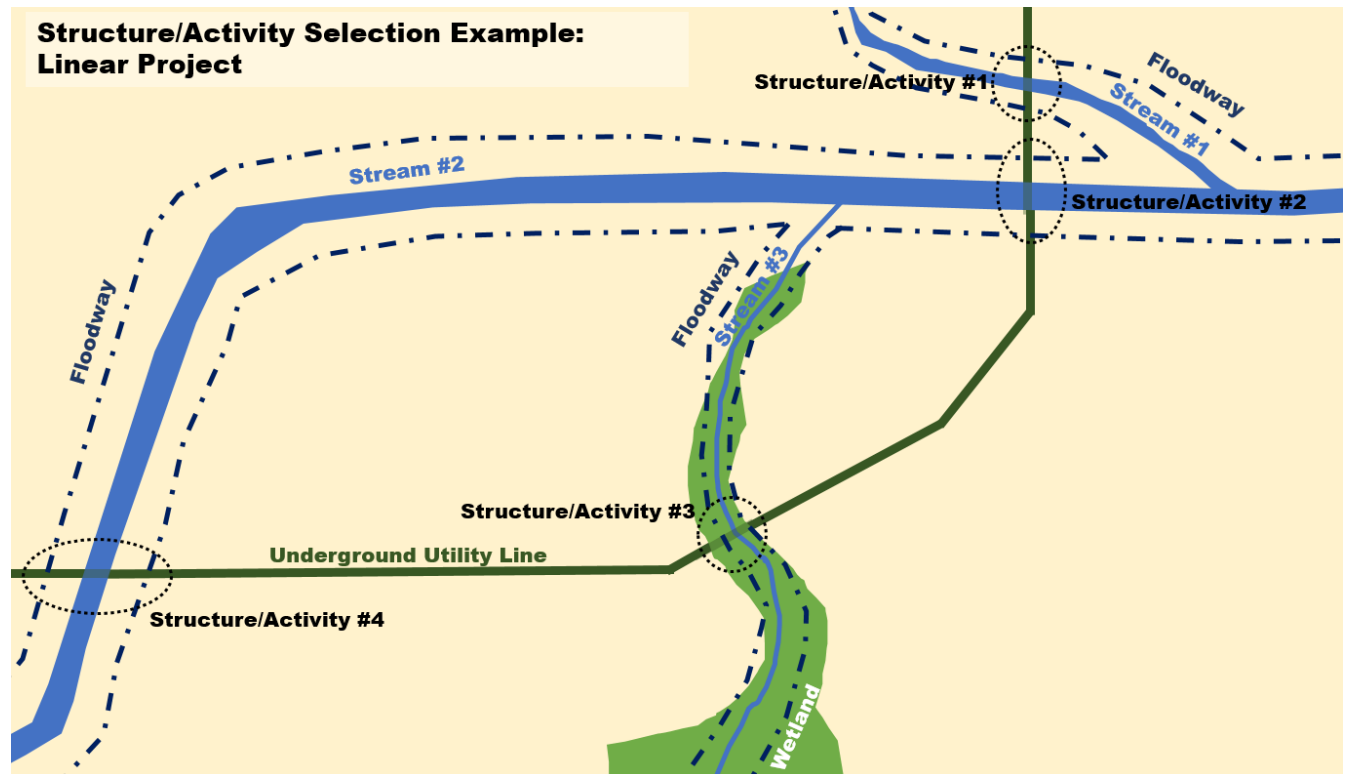 Structure/Activity Selection Example:
Linear Project
Structure/Activity #1
Floodway
Stream #1
Stream #2
Structure/Activity #2
Floodway
Stream #3
Floodway
Structure/Activity #3
Underground Utility Line
Structure/Activity #4
Wetland